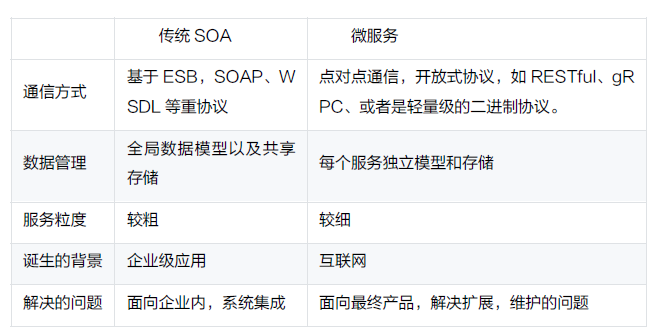 传统 SOA 微服务
通信方式
基于 ESB，SOAP、W
SDL 等重协议
点对点通信，开放式协议，如 RESTful、gR
PC、或者是轻量级的二进制协议。
数据管理
全局数据模型以及共享
存储
每个服务独立模型和存储
服务粒度 较粗 较细
诞生的背景 企业级应用 互联网
解决的问题 面向企业内，系统集成 面向最终产品，解决扩展，维护的问题